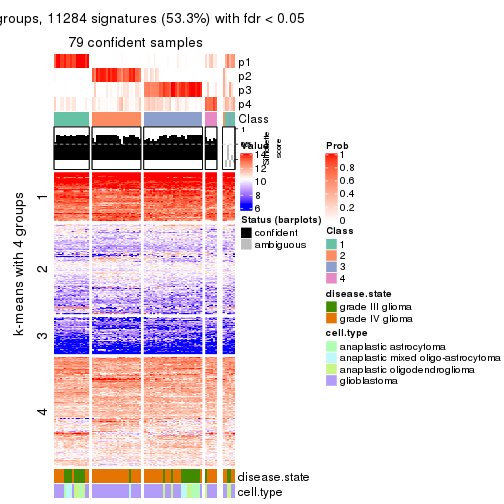 groups, 11284 signatures (53.3%) with fdr < 0.05
79 confident samples
p1
p2
p3
p4
Class
1
Silhouette
score
k-means with 4 groups
1
2
3
4
disease.state
cell.type
Value
14
12
10
8
6
Status (barplots)
confident
ambiguous
Prob
1
0.8
0.6
0.4
0.2
0
Class
1
2
3
4
disease.state
grade III glioma
grade IV glioma
cell.type
anaplastic astrocytoma
anaplastic mixed oligo-astrocytoma
anaplastic oligodendroglioma
glioblastoma